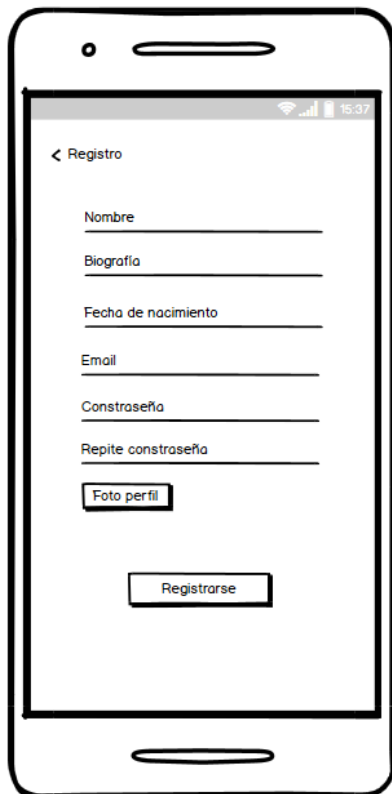 15:37
< Registro
Nombre
Biografía
Fecha de nacimiento
Email
Constraseña
Repite constraseña
Foto perfil
Registrarse